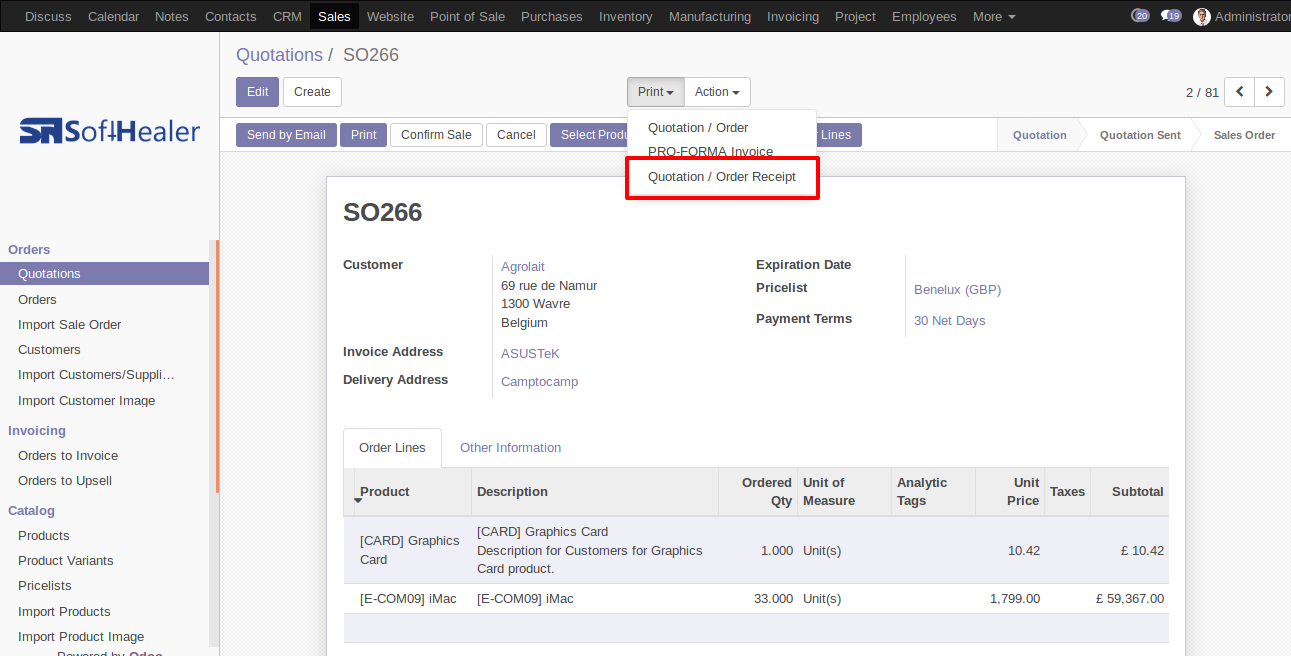 Discuss Calendar Notes Contacts CRM Sales Website Point of Sale Purchases Inventory Manufacturing Invoicing Project Employees More 20 19 Administrator
Quotations / SO266
Edit Create Print Action 2 / 81
SoftHealer
Send by Email Print Confirm Sale Cancel Select Produ Lines Quotation Quotation Sent Sales Order
Quotation / Order
PRO-FORMA Invoice
Quotation / Order Receipt
Orders
Quotations
Orders
Import Sale Order
Customers
Import Customers/Suppli...
Import Customer Image
Invoicing
Orders to Invoice
Orders to Upsell
Catalog
Products
Product Variants
Pricelists
Import Products
Import Product Image
Powered by Odoo
SO266
Customer
Agrolait
69 rue de Namur
1300 Wavre
Belgium
Invoice Address ASUSTeK
Delivery Address Camptocamp
Expiration Date
Pricelist Benelux (GBP)
Payment Terms 30 Net Days
Order Lines Other Information
Product Description Ordered Qty Unit of Measure Analytic Tags Unit Price Taxes Subtotal
[CARD] Graphics Card
[CARD] Graphics Card
Description for Customers for Graphics
Card product.
1.000 Unit(s) 10.42 £ 10.42
[E-COM09] iMac [E-COM09] iMac 33.000 Unit(s) 1,799.00 £ 59,367.00